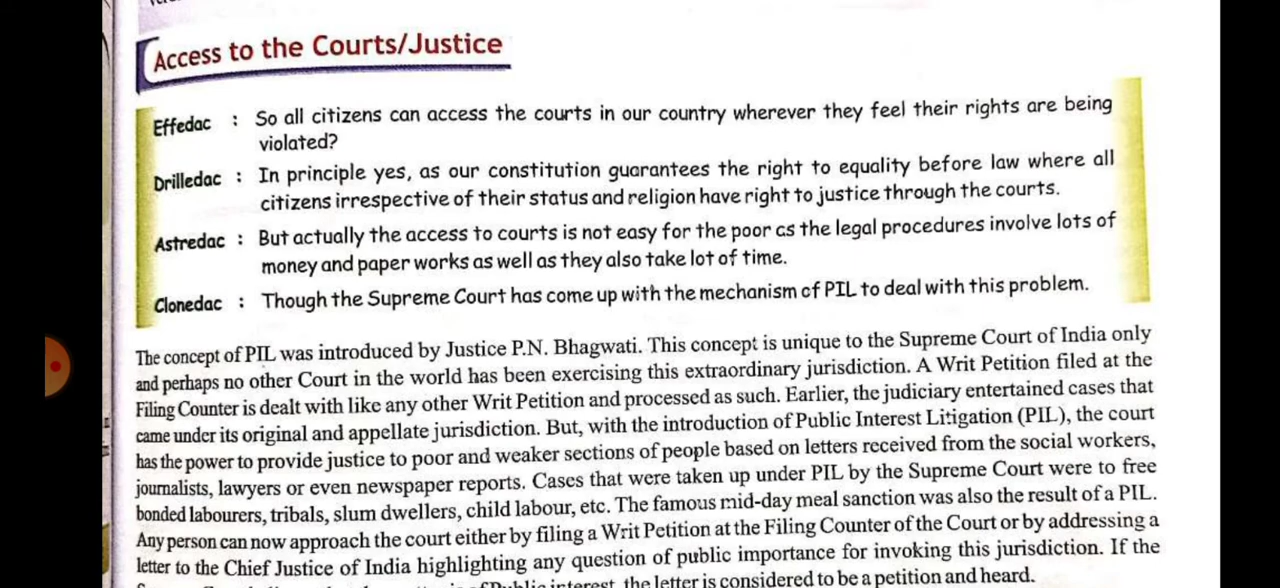 Access to the Courts/Justice
Effedac : So all citizens can access the courts in our country wherever they feel their rights are being
violated?
Drilledac : In principle yes, as our constitution guarantees the right to equality before law where all
citizens irrespective of their status and religion have right to justice through the courts.
Astredac : But actually the access to courts is not easy for the poor as the legal procedures involve lots of
money and paper works as well as they also take lot of time.
Clonedac : Though the Supreme Court has come up with the mechanism of PIL to deal with this problem.
The concept of PIL was introduced by Justice P.N. Bhagwati. This concept is unique to the Supreme Court of India only
and perhaps no other Court in the world has been exercising this extraordinary jurisdiction. A Writ Petition filed at the
Filing Counter is dealt with like any other Writ Petition and processed as such. Earlier, the judiciary entertained cases that
came under its original and appellate jurisdiction. But, with the introduction of Public Interest Litigation (PIL), the court
has the power to provide justice to poor and weaker sections of people based on letters received from the social workers,
journalists, lawyers or even newspaper reports. Cases that were taken up under PIL by the Supreme Court were to free
bonded labourers, tribals, slum dwellers, child labour, etc. The famous mid-day meal sanction was also the result of a PIL.
Any person can now approach the court either by filing a Writ Petition at the Filing Counter of the Court or by addressing a
letter to the Chief Justice of India highlighting any question of public importance for invoking this jurisdiction. If the
Public interest, the letter is considered to be a petition and heard.